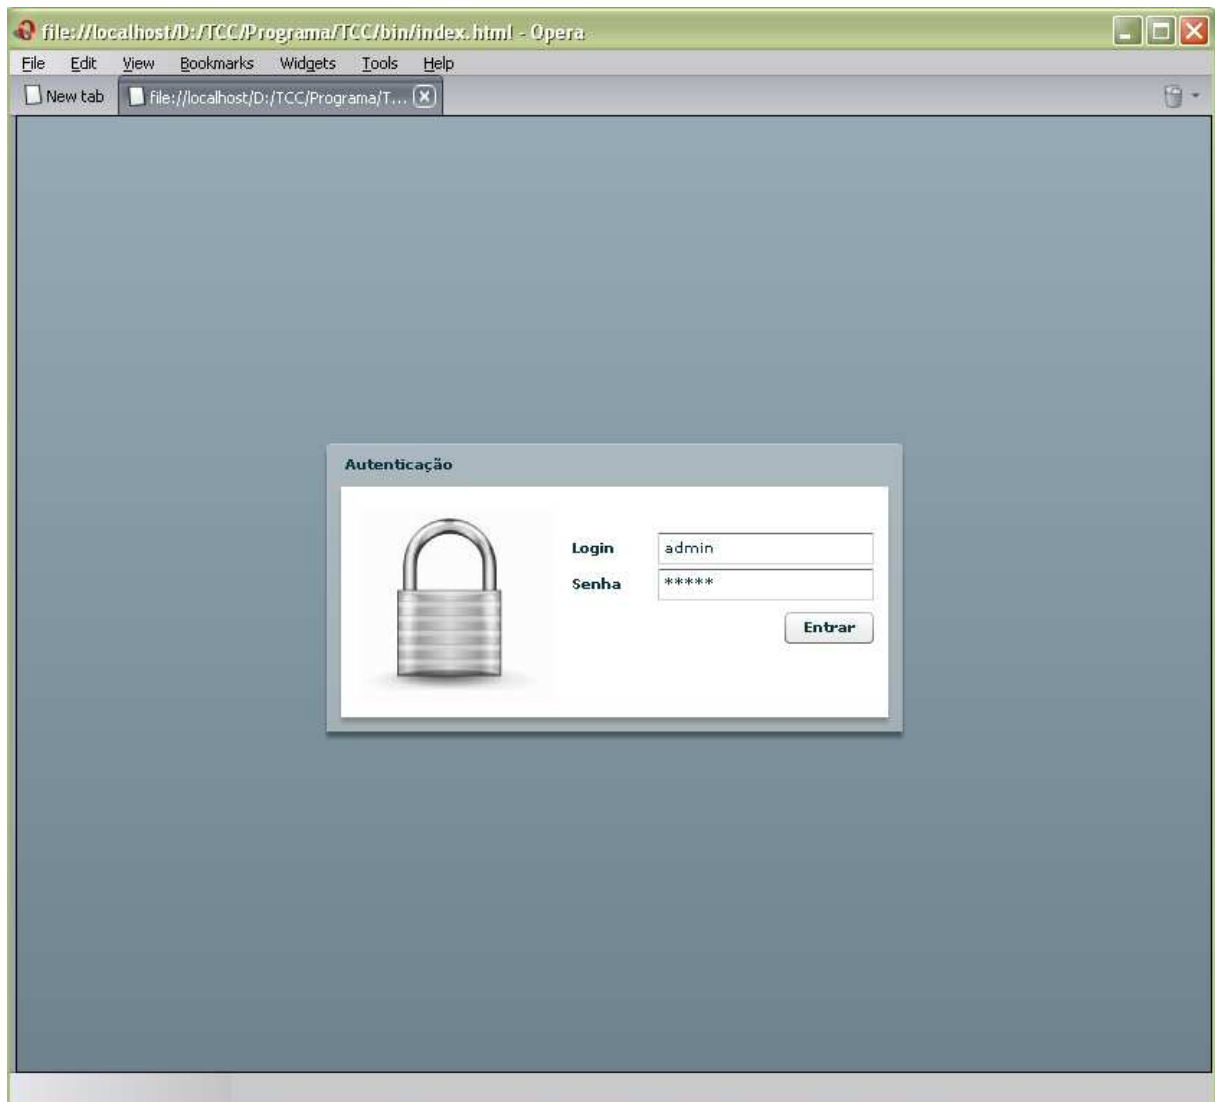 file://localhost/D:/TCC/Programa/TCC/bin/index.html - Opera
File Edit View Bookmarks Widgets Tools Help
New tab file://localhost/D:/TCC/Programa/T...
Autenticação
Login admin
Senha *****
Entrar